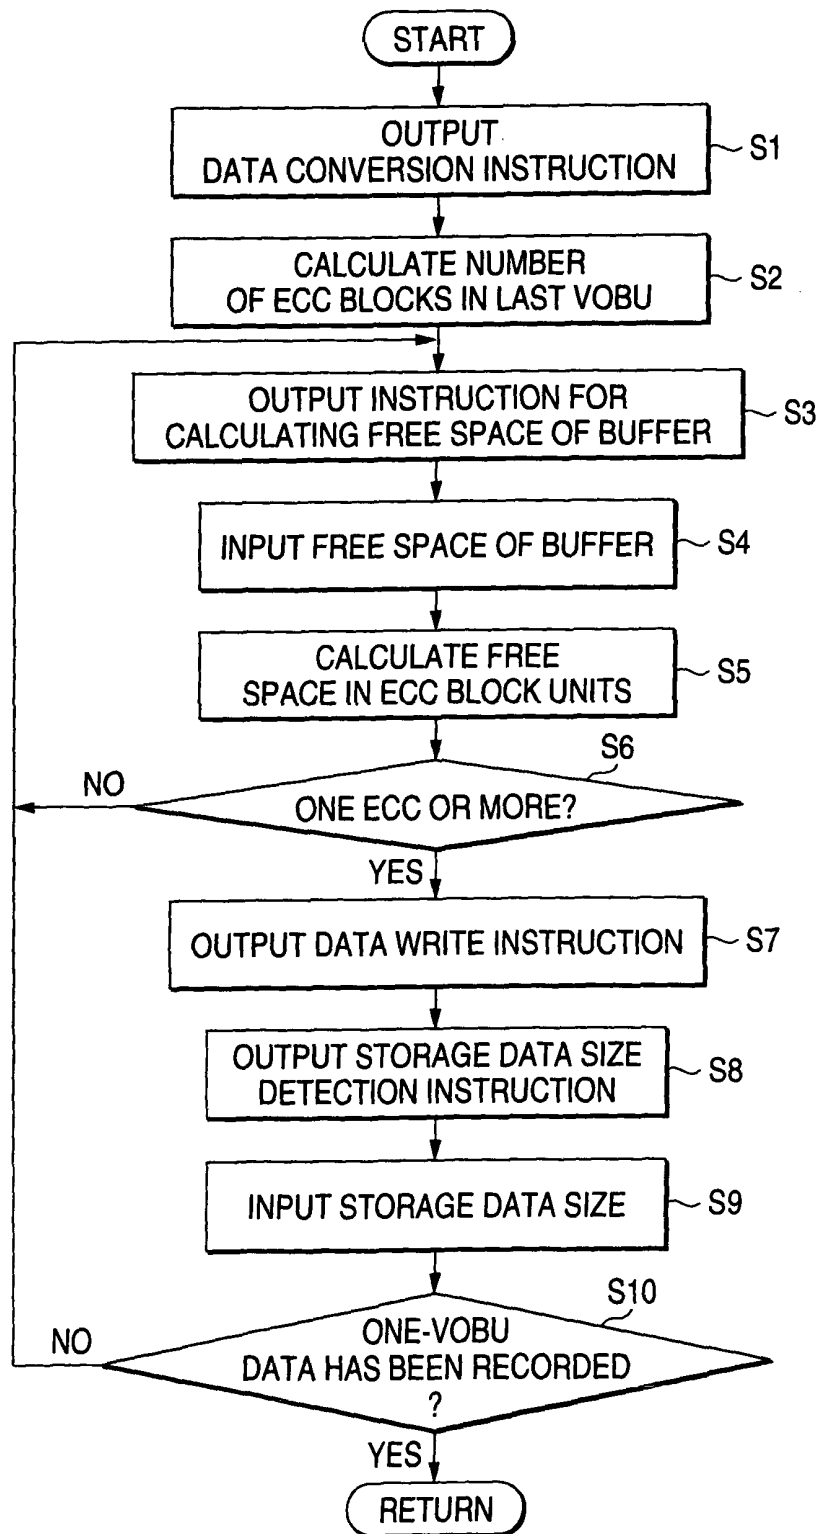 START
OUTPUT
DATA CONVERSION INSTRUCTION
S1
CALCULATE NUMBER
OF ECC BLOCKS IN LAST VOBU
S2
OUTPUT INSTRUCTION FOR
CALCULATING FREE SPACE OF BUFFER
S3
INPUT FREE SPACE OF BUFFER
S4
CALCULATE FREE
SPACE IN ECC BLOCK UNITS
S5
S6
NO
ONE ECC OR MORE?
YES
OUTPUT DATA WRITE INSTRUCTION
S7
OUTPUT STORAGE DATA SIZE
DETECTION INSTRUCTION
S8
INPUT STORAGE DATA SIZE
S9
S10
NO
ONE-VOBU
DATA HAS BEEN RECORDED
?
YES
RETURN